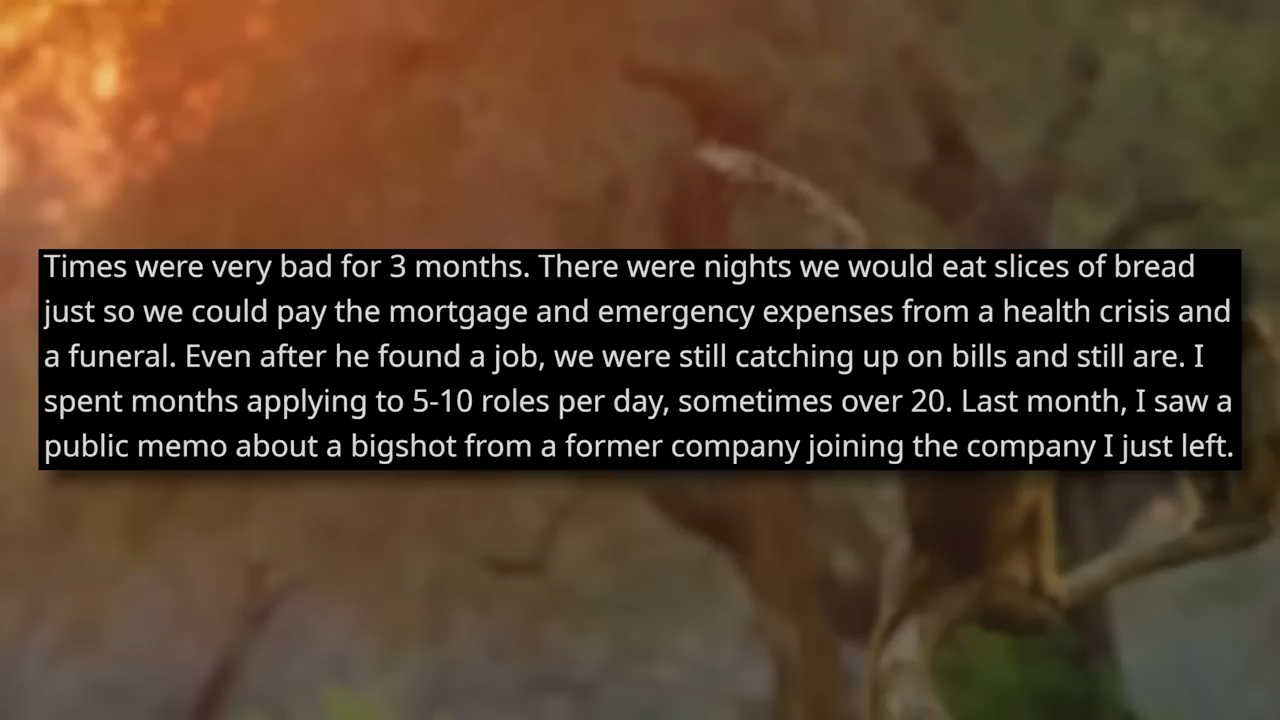 Times were very bad for 3 months. There were nights we would eat slices of bread
just so we could pay the mortgage and emergency expenses from a health crisis and
a funeral. Even after he found a job, we were still catching up on bills and still are. I
spent months applying to 5-10 roles per day, sometimes over 20. Last month, I saw a
public memo about a bigshot from a former company joining the company I just left.